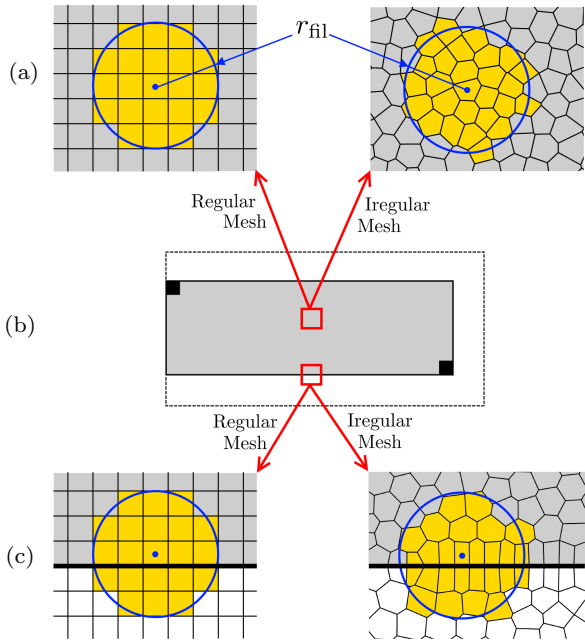 r_fil
(a)
Regular
Mesh
Iregular
Mesh
(b)
Regular
Mesh
Iregular
Mesh
(c)